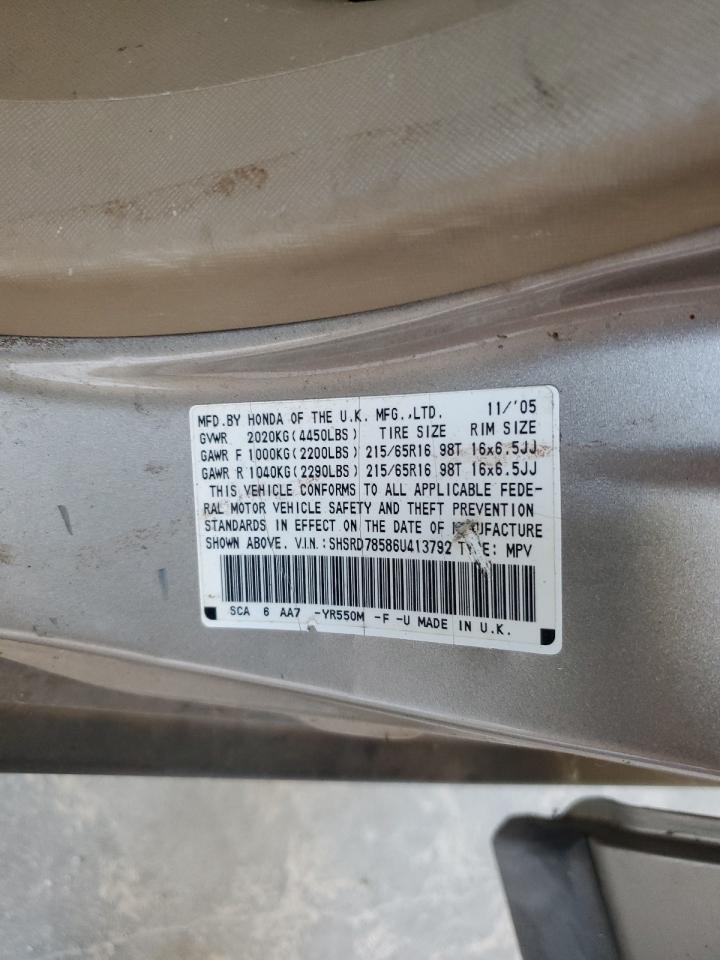 MFD.BY HONDA OF THE U.K. MFG.,LTD. 11/'05
GVWR 2020KG(4450LBS) TIRE SIZE RIM SIZE
GAWR F 1000KG(2200LBS) 215/65R16 98T 16x6.5JJ
GAWR R 1040KG(2290LBS) 215/65R16 98T 16x6.5JJ
THIS VEHICLE CONFORMS TO ALL APPLICABLE FEDE-
RAL MOTOR VEHICLE SAFETY AND THEFT PREVENTION
STANDARDS IN EFFECT ON THE DATE OF MANUFACTURE
SHOWN ABOVE. V.I.N.:SHSRD78586U413792 TYPE: MPV
SCA 6 AA7 -YR550M -F -U MADE IN U.K.